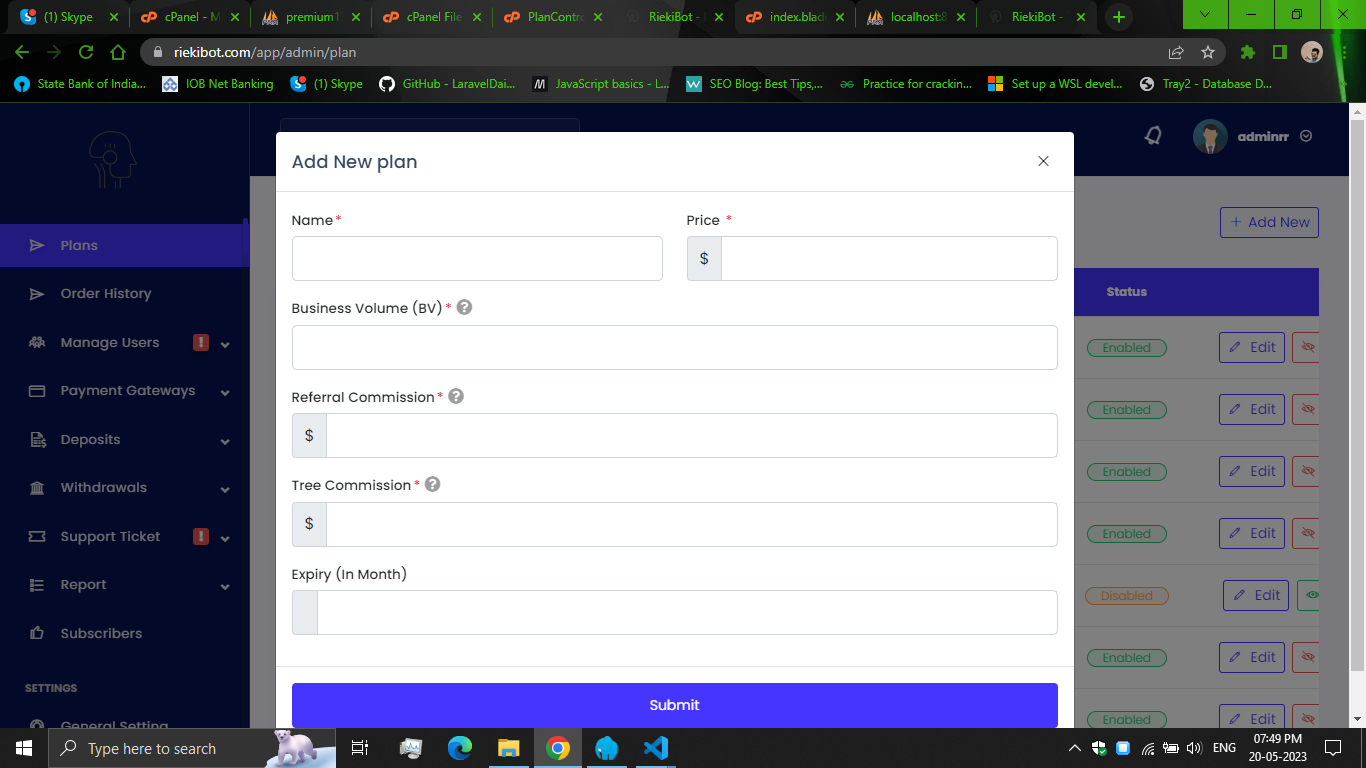 (1) Skype
cPanel - M
premium1
cPanel File
PlanContro
RiekiBot -
index.blade
localhost:8
RiekiBot -
riekibot.com/app/admin/plan
State Bank of India...
IOB Net Banking
(1) Skype
GitHub - LaravelDai...
JavaScript basics - L...
SEO Blog: Best Tips,...
Practice for crackin...
Set up a WSL devel...
Tray2 - Database D...
adminrr
Add New plan
Plans
Order History
Manage Users
Payment Gateways
Deposits
Withdrawals
Support Ticket
Report
Subscribers
SETTINGS
General Setting
Name*
Price *
$
Business Volume (BV) *
Referral Commission *
$
Tree Commission *
$
Expiry (In Month)
Submit
+ Add New
Status
Enabled Edit
Enabled Edit
Enabled Edit
Enabled Edit
Disabled Edit
Enabled Edit
Enabled Edit
Type here to search
ENG
07:49 PM
20-05-2023